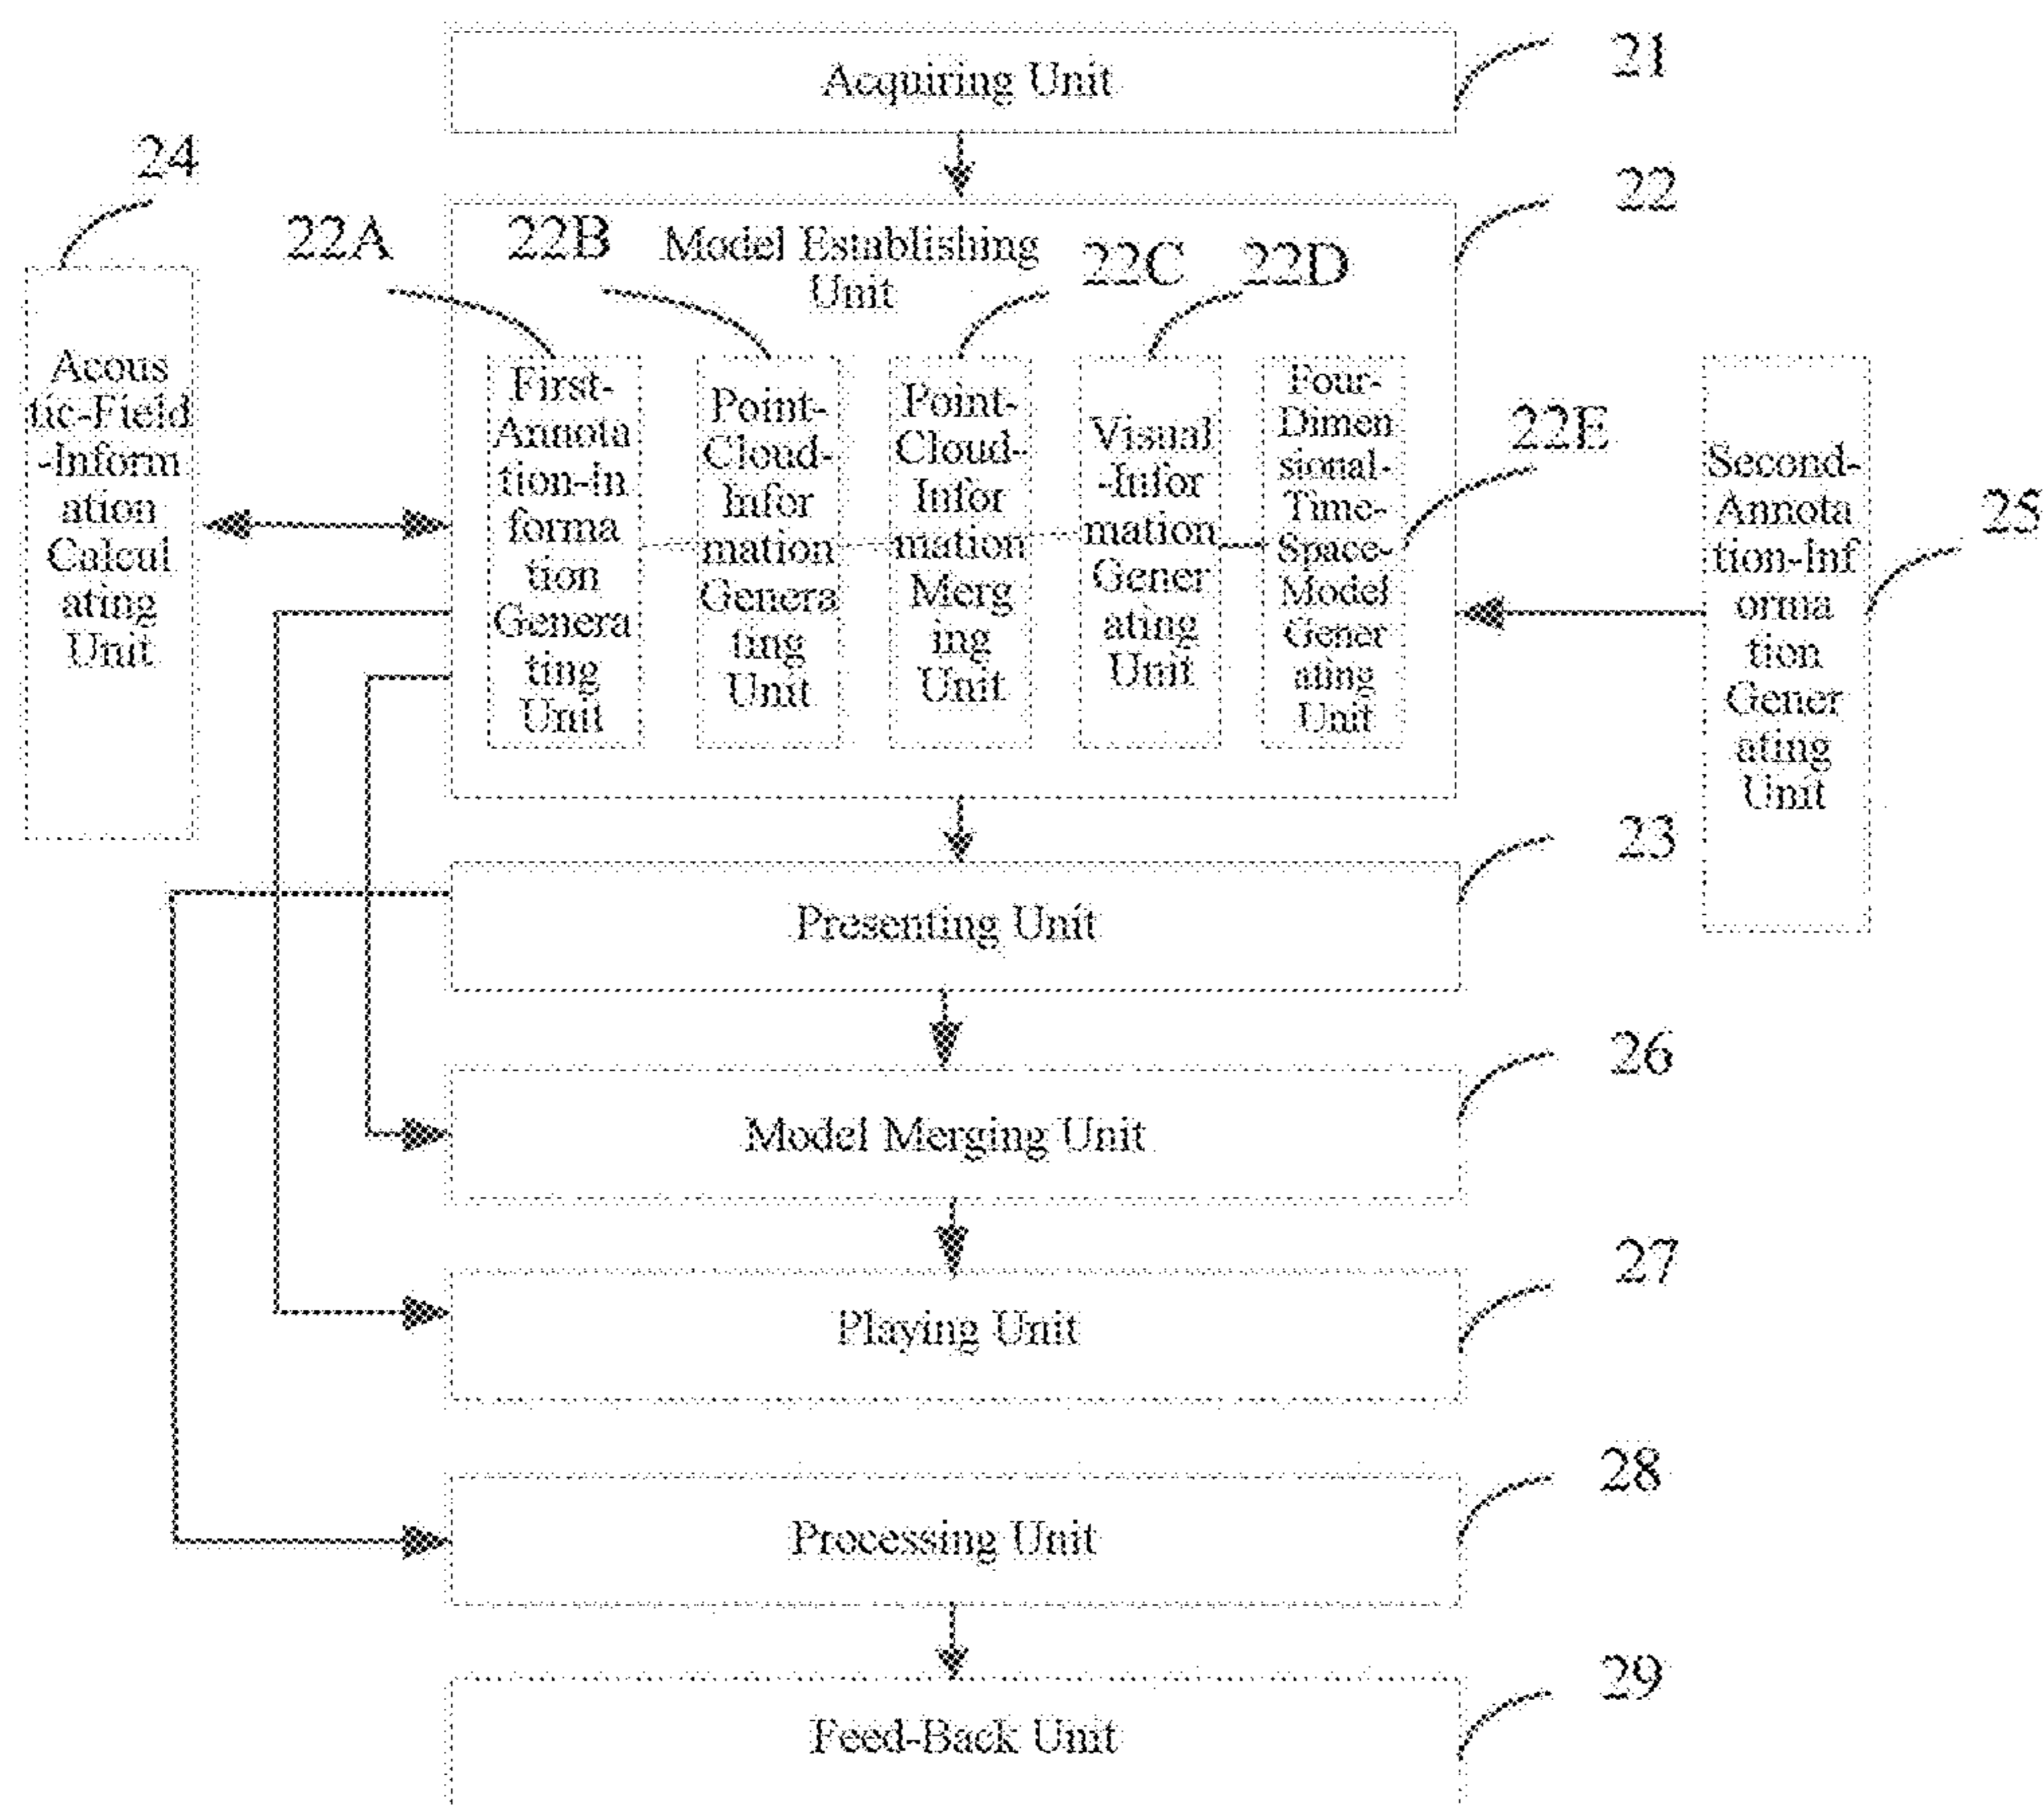 Acquiring Unit
21
24
22
22A
22B
Model Establishing
Unit
22C
22D
Acous
tic-Field
-Inform
ation
Calcul
ating
Unit
First-
Annota
tion-In
forma
tion
Genera
ting
Unit
Point-
Cloud-
Infor
mation
Genera
ting
Unit
Point-
Cloud-
Infor
mation
Merg
ing
Unit
Visual
-Infor
mation
Gener
ating
Unit
Four-
Dimen
sional-
Time-
Space-
Model
Gener
ating
Unit
22E
Second-
Annota
tion-Inf
orma
tion
Gener
ating
Unit
25
23
Presenting Unit
26
Model Merging Unit
27
Playing Unit
28
Processing Unit
29
Feed-Back Unit